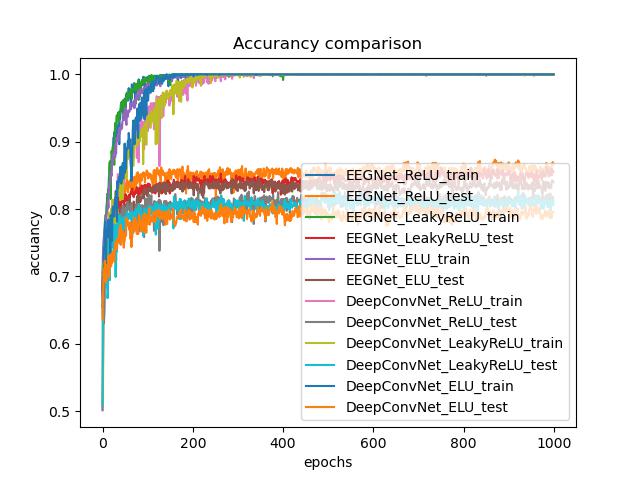 Accurancy comparison
accuancy
1.0
0.9
0.8
0.7
0.6
0.5
EEGNet_ReLU_train
EEGNet_ReLU_test
EEGNet_LeakyReLU_train
EEGNet_LeakyReLU_test
EEGNet_ELU_train
EEGNet_ELU_test
DeepConvNet_ReLU_train
DeepConvNet_ReLU_test
DeepConvNet_LeakyReLU_train
DeepConvNet_LeakyReLU_test
DeepConvNet_ELU_train
DeepConvNet_ELU_test
0 200 400 600 800 1000
epochs